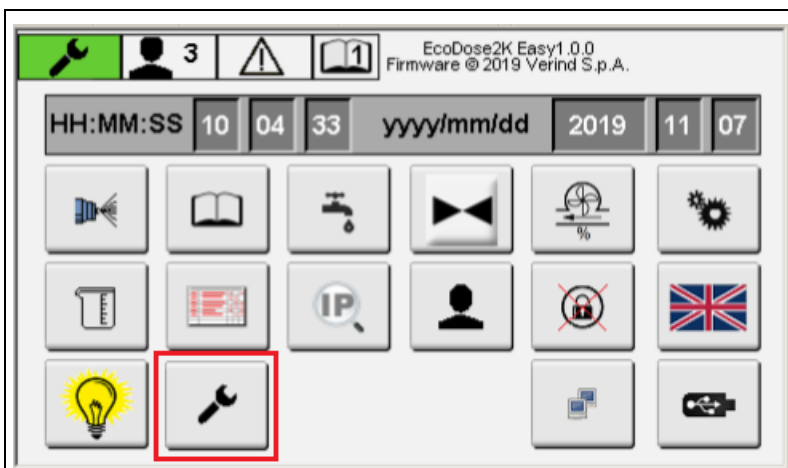 3
1
EcoDose2K Easy1.0.0
Firmware © 2019 Verind S.p.A.
HH:MM:SS 10 04 33 yyyy/mm/dd 2019 11 07
%
IP